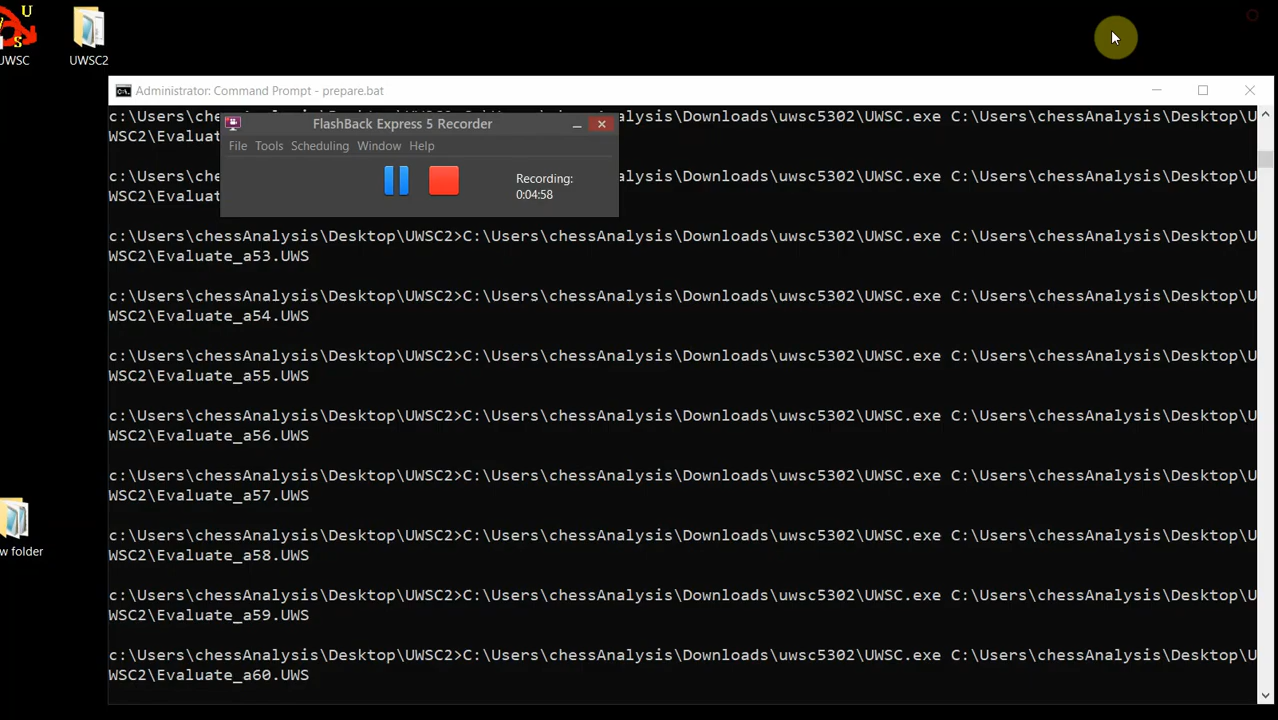 U
S
UWSC
UWSC2
Administrator: Command Prompt - prepare.bat
FlashBack Express 5 Recorder
File Tools Scheduling Window Help
Recording:
0:04:58
WSC2\Evaluate
alysis\Downloads\uwsc5302\UWSC.exe C:\Users\chessAnalysis\Desktop\U
WSC2\Evaluate
c:\Users\chessAnalysis\Desktop\UWSC2>C:\Users\chessAnalysis\Downloads\uwsc5302\UWSC.exe C:\Users\chessAnalysis\Desktop\U
WSC2\Evaluate_a53.UWS
c:\Users\chessAnalysis\Desktop\UWSC2>C:\Users\chessAnalysis\Downloads\uwsc5302\UWSC.exe C:\Users\chessAnalysis\Desktop\U
WSC2\Evaluate_a54.UWS
c:\Users\chessAnalysis\Desktop\UWSC2>C:\Users\chessAnalysis\Downloads\uwsc5302\UWSC.exe C:\Users\chessAnalysis\Desktop\U
WSC2\Evaluate_a55.UWS
c:\Users\chessAnalysis\Desktop\UWSC2>C:\Users\chessAnalysis\Downloads\uwsc5302\UWSC.exe C:\Users\chessAnalysis\Desktop\U
WSC2\Evaluate_a56.UWS
c:\Users\chessAnalysis\Desktop\UWSC2>C:\Users\chessAnalysis\Downloads\uwsc5302\UWSC.exe C:\Users\chessAnalysis\Desktop\U
WSC2\Evaluate_a57.UWS
c:\Users\chessAnalysis\Desktop\UWSC2>C:\Users\chessAnalysis\Downloads\uwsc5302\UWSC.exe C:\Users\chessAnalysis\Desktop\U
WSC2\Evaluate_a58.UWS
w folder
c:\Users\chessAnalysis\Desktop\UWSC2>C:\Users\chessAnalysis\Downloads\uwsc5302\UWSC.exe C:\Users\chessAnalysis\Desktop\U
WSC2\Evaluate_a59.UWS
c:\Users\chessAnalysis\Desktop\UWSC2>C:\Users\chessAnalysis\Downloads\uwsc5302\UWSC.exe C:\Users\chessAnalysis\Desktop\U
WSC2\Evaluate_a60.UWS